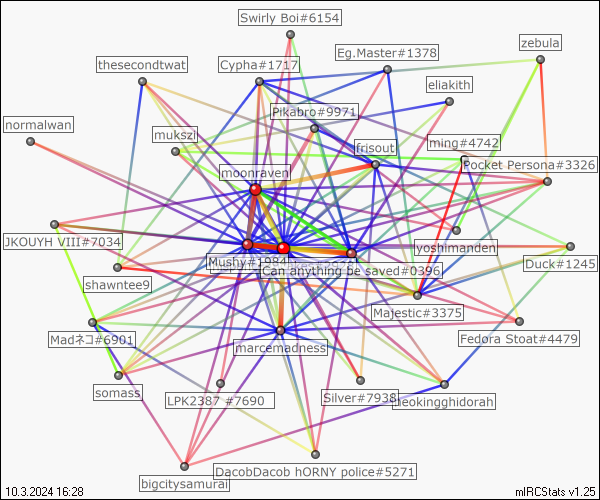 Swirly Boi#6154
zebula
Eg.Master#1378
thesecondtwat
Cypha#1717
eliakith
Pikabro#9971
normalwan
mukszi
ming#4742
frisout
Pocket Persona#3326
moonraven
JKOUYH VIII#7034
yoshimanden
Mushy#1984
Duck#1245
Can anything be saved#0396
shawntee9
Majestic#3375
Madネコ#6901
Fedora Stoat#4479
marcemadness
somass
LPK2387 #7690
Silver#7938
neokingghidorah
DacobDacob hORNY police#5271
bigcitysamurai
10.3.2024 16:28
mIRCStats v1.25